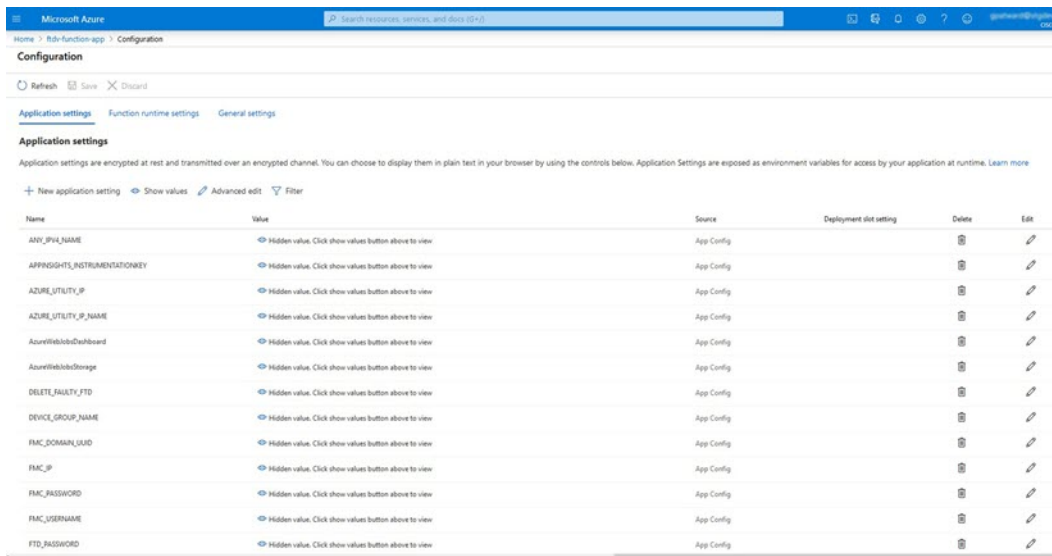 Microsoft Azure
Search resources, services, and docs (G+/)
Home > ftdv-function-app > Configuration
Configuration
Refresh Save Discard
Application settings Function runtime settings General settings
Application settings
Application settings are encrypted at rest and transmitted over an encrypted channel. You can choose to display them in plain text in your browser by using the controls below. Application Settings are exposed as environment variables for access by your application at runtime. Learn more
New application setting Show values Advanced edit Filter
Name Value Source Deployment slot setting Delete Edit
ANY_IPV4_NAME Hidden value. Click show values button above to view App Config
APPINSIGHTS_INSTRUMENTATIONKEY Hidden value. Click show values button above to view App Config
AZURE_UTILITY_IP Hidden value. Click show values button above to view App Config
AZURE_UTILITY_IP_NAME Hidden value. Click show values button above to view App Config
AzureWebJobsDashboard Hidden value. Click show values button above to view App Config
AzureWebJobsStorage Hidden value. Click show values button above to view App Config
DELETE_FAULTY_FTD Hidden value. Click show values button above to view App Config
DEVICE_GROUP_NAME Hidden value. Click show values button above to view App Config
FMC_DOMAIN_UUID Hidden value. Click show values button above to view App Config
FMC_IP Hidden value. Click show values button above to view App Config
FMC_PASSWORD Hidden value. Click show values button above to view App Config
FMC_USERNAME Hidden value. Click show values button above to view App Config
FTD_PASSWORD Hidden value. Click show values button above to view App Config